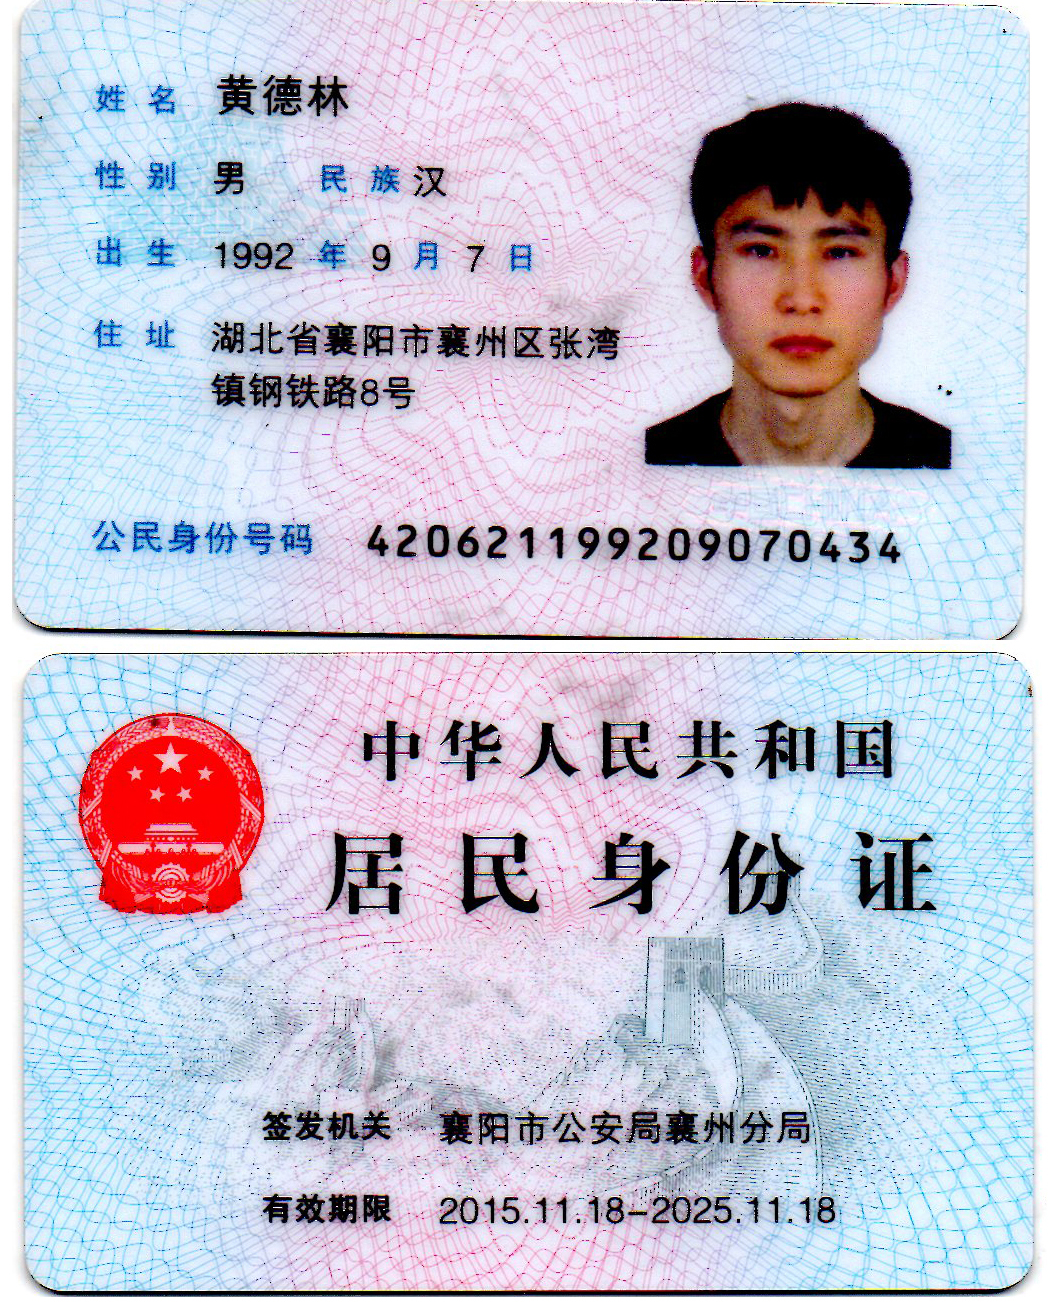 姓名 黄德林
性别 男 民族 汉
出生 1992 年 9 月 7 日
住址 湖北省襄阳市襄州区张湾
镇钢铁路8号
公民身份号码 420621199209070434
中华人民共和国
居民身份证
签发机关 襄阳市公安局襄州分局
有效期限 2015.11.18-2025.11.18